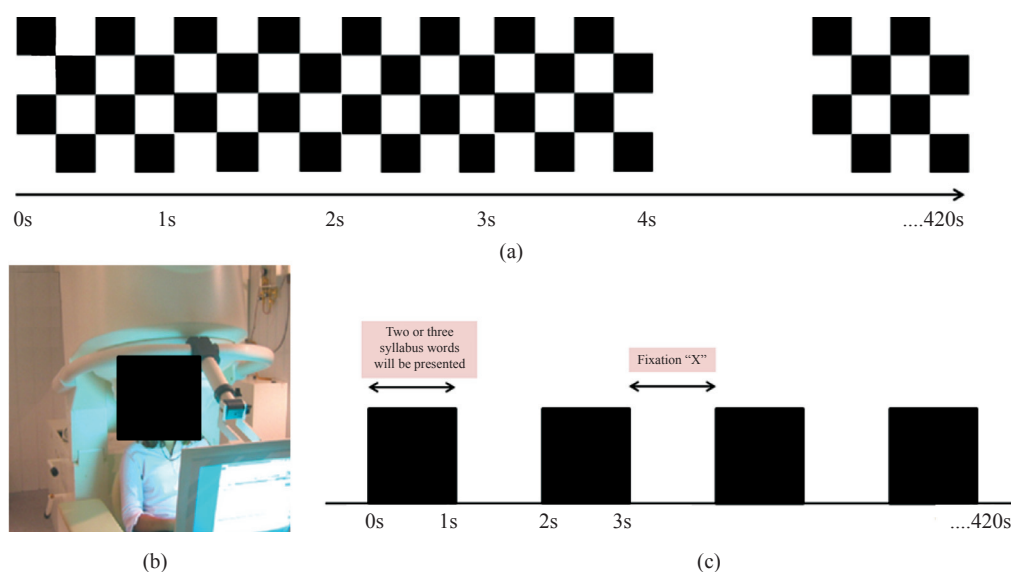 0s 1s 2s 3s 4s ....420s
(a)
Two or three
syllabus words
will be presented
Fixation “X”
0s 1s 2s 3s ....420s
(b)
(c)